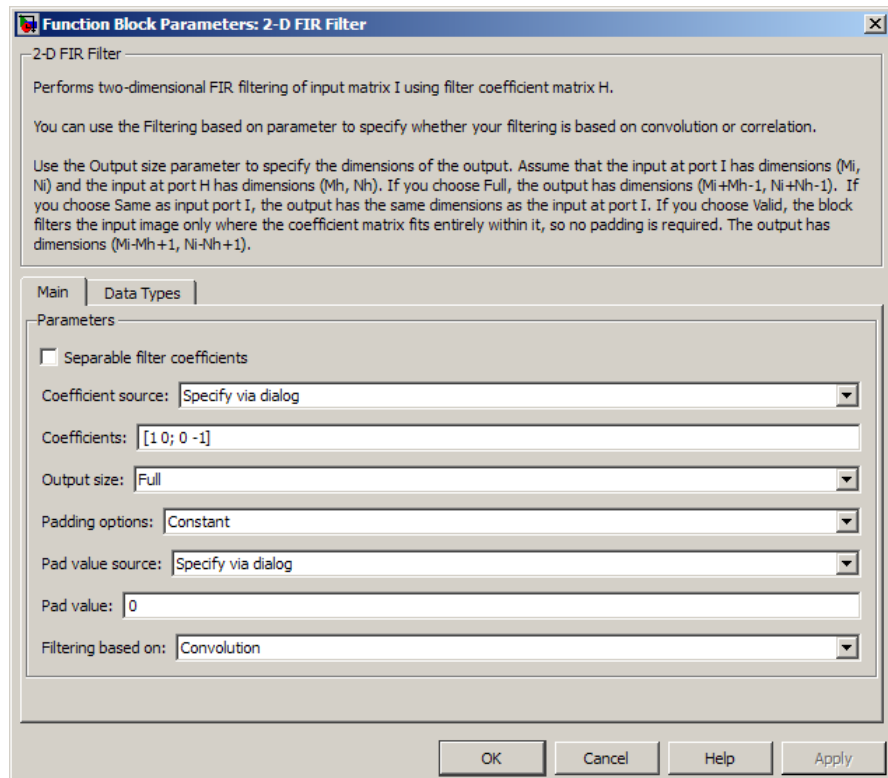 Function Block Parameters: 2-D FIR Filter
2-D FIR Filter
Performs two-dimensional FIR filtering of input matrix I using filter coefficient matrix H.
You can use the Filtering based on parameter to specify whether your filtering is based on convolution or correlation.
Use the Output size parameter to specify the dimensions of the output. Assume that the input at port I has dimensions (Mi,
Ni) and the input at port H has dimensions (Mh, Nh). If you choose Full, the output has dimensions (Mi+Mh-1, Ni+Nh-1). If
you choose Same as input port I, the output has the same dimensions as the input at port I. If you choose Valid, the block
filters the input image only where the coefficient matrix fits entirely within it, so no padding is required. The output has
dimensions (Mi-Mh+1, Ni-Nh+1).
Main Data Types
Parameters
Separable filter coefficients
Coefficient source: Specify via dialog
Coefficients: [1 0; 0 -1]
Output size: Full
Padding options: Constant
Pad value source: Specify via dialog
Pad value: 0
Filtering based on: Convolution
OK Cancel Help Apply